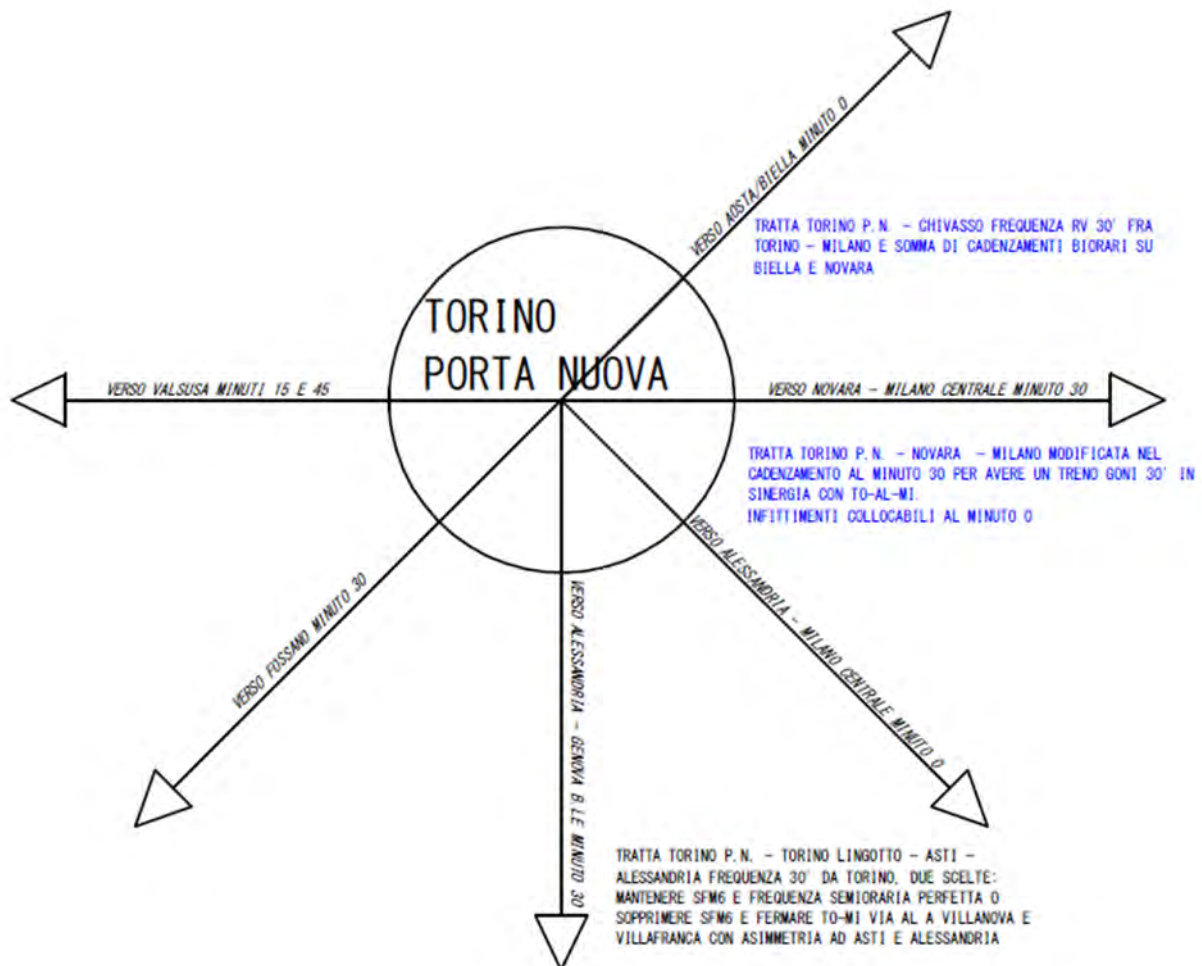 VERSO AOSTA/BIELLA MINUTO 0
TRATTA TORINO P.N. - CHIVASSO FREQUENZA RV 30' FRA
TORINO - MILANO E SOMMA DI CADENZAMENTI BIORARI SU
BIELLA E NOVARA
TORINO
PORTA NUOVA
VERSO VALSUSA MINUTI 15 E 45
VERSO NOVARA - MILANO CENTRALE MINUTO 30
TRATTA TORINO P.N. - NOVARA - MILANO MODIFICATA NEL
CADENZAMENTO AL MINUTO 30 PER AVERE UN TRENO GONI 30' IN
SINERGIA CON TO-AL-MI.
INFITTIMENTI COLLOCABILI AL MINUTO 0
VERSO FOSSANO MINUTO 30
VERSO ALESSANDRIA - GENOVA B.LE MINUTO 30
VERSO ALESSANDRIA - MILANO CENTRALE MINUTO 0
TRATTA TORINO P.N. - TORINO LINGOTTO - ASTI -
ALESSANDRIA FREQUENZA 30' DA TORINO, DUE SCELTE:
MANTENERE SFM6 E FREQUENZA SEMIORARIA PERFETTA O
SOPPRIMERE SFM6 E FERMARE TO-MI VIA AL A VILLANOVA E
VILLAFRANCA CON ASIMMETRIA AD ASTI E ALESSANDRIA